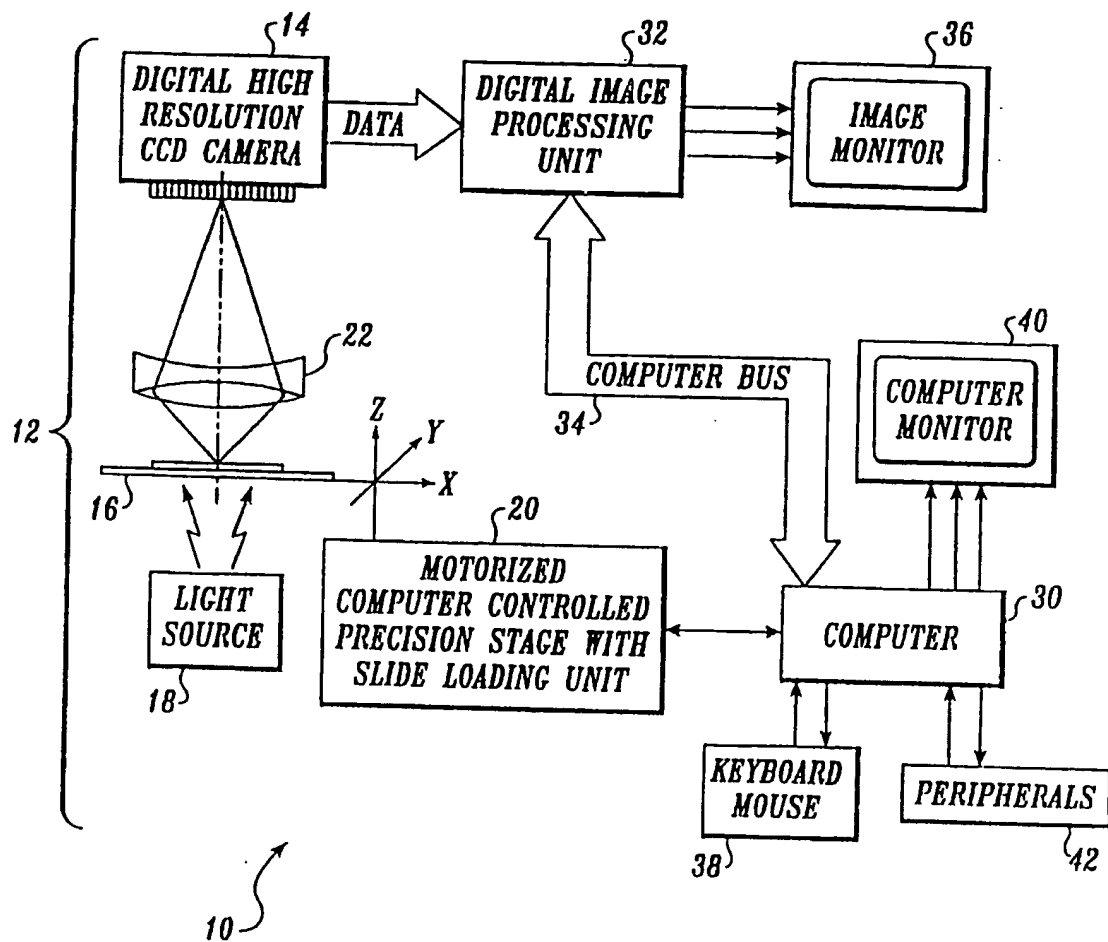 14
DIGITAL HIGH
RESOLUTION
CCD CAMERA
DATA
32
DIGITAL IMAGE
PROCESSING
UNIT
36
IMAGE
MONITOR
22
12
Z
Y
X
16
COMPUTER BUS
34
40
COMPUTER
MONITOR
20
MOTORIZED
COMPUTER CONTROLLED
PRECISION STAGE WITH
SLIDE LOADING UNIT
LIGHT
SOURCE
18
COMPUTER
30
KEYBOARD
MOUSE
38
PERIPHERALS
42
10